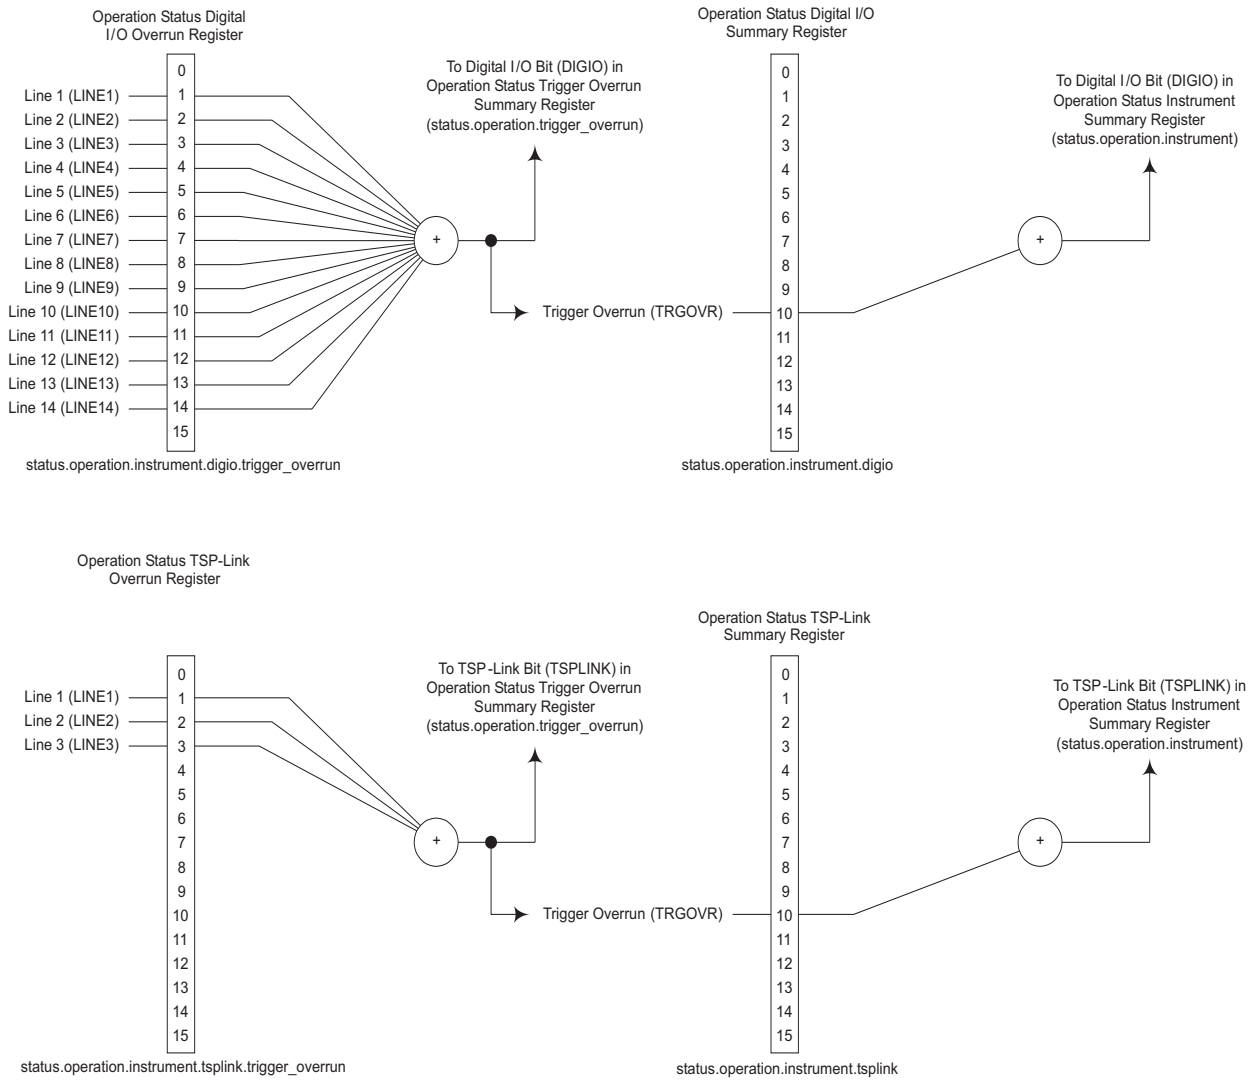 Operation Status Digital
I/O Overrun Register
0
Line 1 (LINE1) 1
Line 2 (LINE2) 2
Line 3 (LINE3) 3
Line 4 (LINE4) 4
Line 5 (LINE5) 5
Line 6 (LINE6) 6
Line 7 (LINE7) 7
Line 8 (LINE8) 8
Line 9 (LINE9) 9
Line 10 (LINE10) 10
Line 11 (LINE11) 11
Line 12 (LINE12) 12
Line 13 (LINE13) 13
Line 14 (LINE14) 14
15
status.operation.instrument.digio.trigger_overrun
To Digital I/O Bit (DIGIO) in
Operation Status Trigger Overrun
Summary Register
(status.operation.trigger_overrun)
+
Trigger Overrun (TRGOVR)
Operation Status Digital I/O
Summary Register
0
1
2
3
4
5
6
7
8
9
10
11
12
13
14
15
status.operation.instrument.digio
To Digital I/O Bit (DIGIO) in
Operation Status Instrument
Summary Register
(status.operation.instrument)
+
Operation Status TSP-Link
Overrun Register
0
Line 1 (LINE1) 1
Line 2 (LINE2) 2
Line 3 (LINE3) 3
4
5
6
7
8
9
10
11
12
13
14
15
status.operation.instrument.tsplink.trigger_overrun
To TSP-Link Bit (TSPLINK) in
Operation Status Trigger Overrun
Summary Register
(status.operation.trigger_overrun)
+
Trigger Overrun (TRGOVR)
Operation Status TSP-Link
Summary Register
0
1
2
3
4
5
6
7
8
9
10
11
12
13
14
15
status.operation.instrument.tsplink
To TSP-Link Bit (TSPLINK) in
Operation Status Instrument
Summary Register
(status.operation.instrument)
+